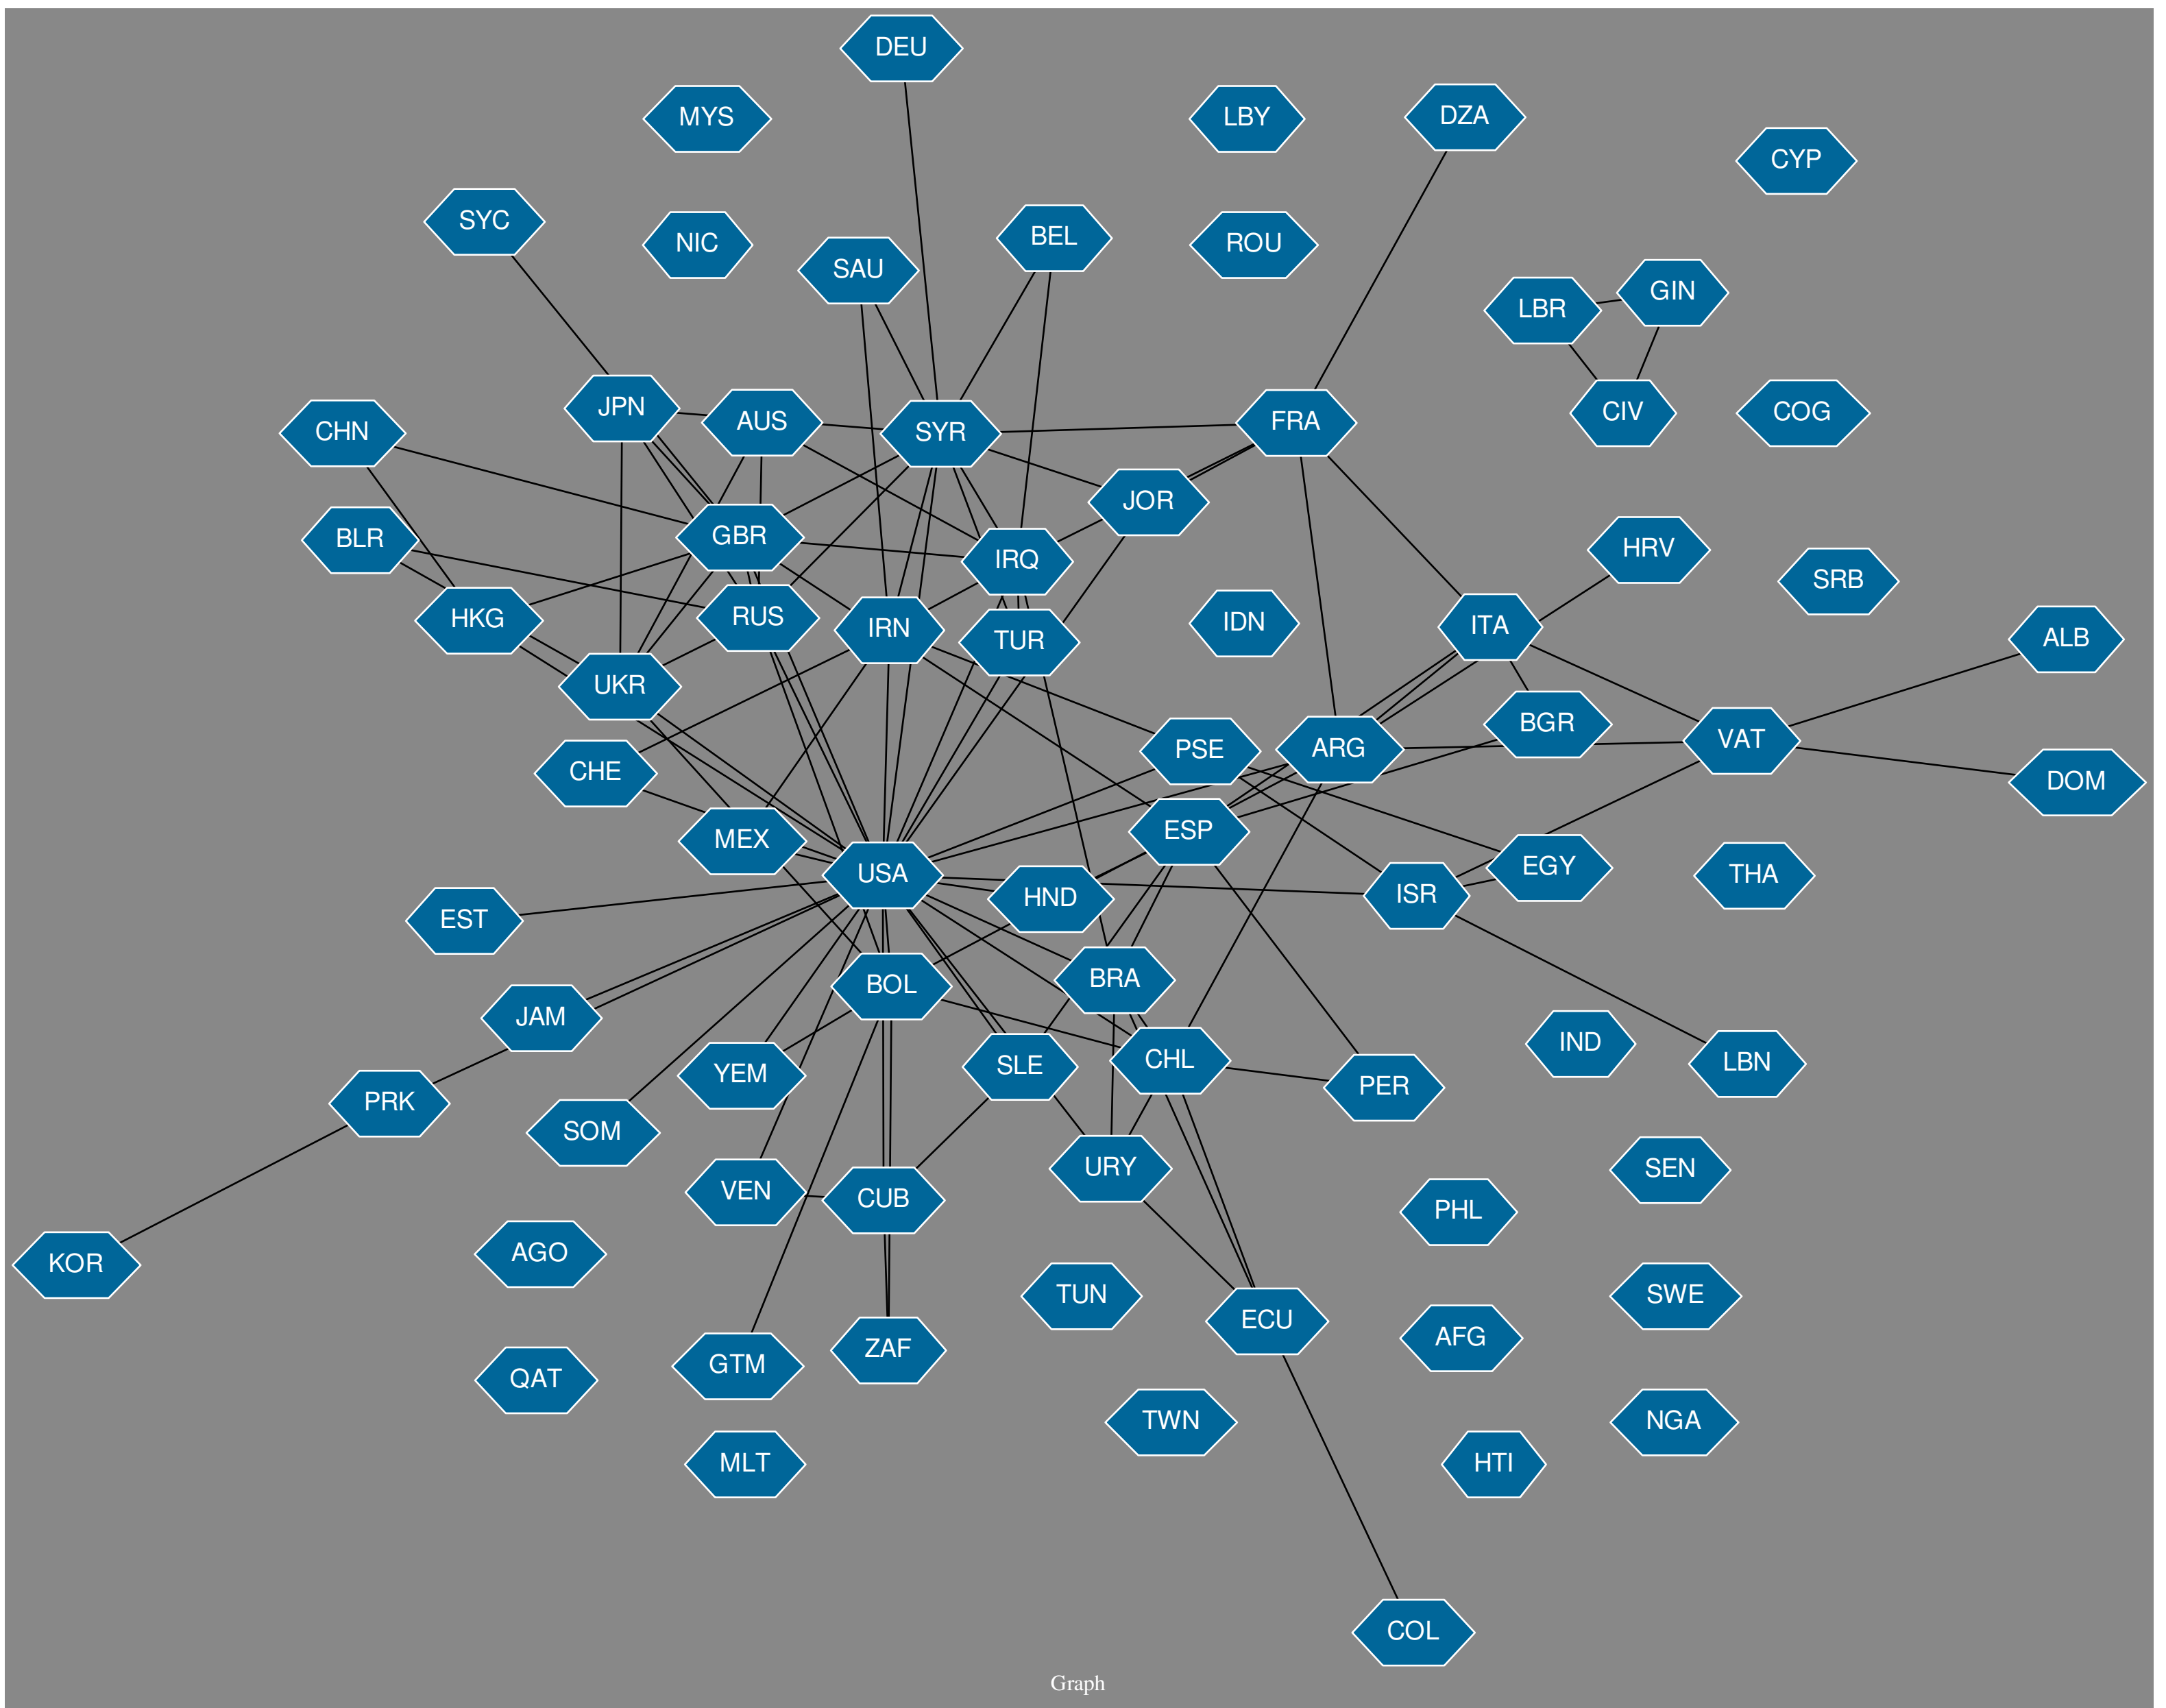 DEU
MYS
LBY
DZA
CYP
SYC
NIC
SAU
BEL
ROU
LBR
GIN
JPN
AUS
SYR
FRA
CIV
COG
CHN
JOR
BLR
GBR
IRQ
HRV
SRB
HKG
RUS
IRN
TUR
IDN
ITA
ALB
UKR
CHE
PSE
ARG
BGR
VAT
DOM
MEX
USA
ESP
HND
ISR
EGY
THA
EST
JAM
BOL
BRA
IND
LBN
PRK
SOM
YEM
SLE
CHL
PER
KOR
AGO
VEN
CUB
URY
PHL
SEN
TUN
ECU
AFG
SWE
QAT
GTM
ZAF
TWN
NGA
MLT
HTI
COL
Graph